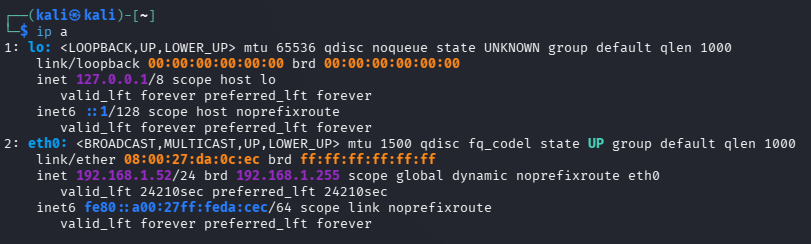 ┌──(kali㉿kali)-[~]
└─$ ip a
1: lo: <LOOPBACK,UP,LOWER_UP> mtu 65536 qdisc noqueue state UNKNOWN group default qlen 1000
    link/loopback 00:00:00:00:00:00 brd 00:00:00:00:00:00
    inet 127.0.0.1/8 scope host lo
       valid_lft forever preferred_lft forever
    inet6 ::1/128 scope host noprefixroute
       valid_lft forever preferred_lft forever
2: eth0: <BROADCAST,MULTICAST,UP,LOWER_UP> mtu 1500 qdisc fq_codel state UP group default qlen 1000
    link/ether 08:00:27:da:0c:ec brd ff:ff:ff:ff:ff:ff
    inet 192.168.1.52/24 brd 192.168.1.255 scope global dynamic noprefixroute eth0
       valid_lft 24210sec preferred_lft 24210sec
    inet6 fe80::a00:27ff:feda:cec/64 scope link noprefixroute
       valid_lft forever preferred_lft forever